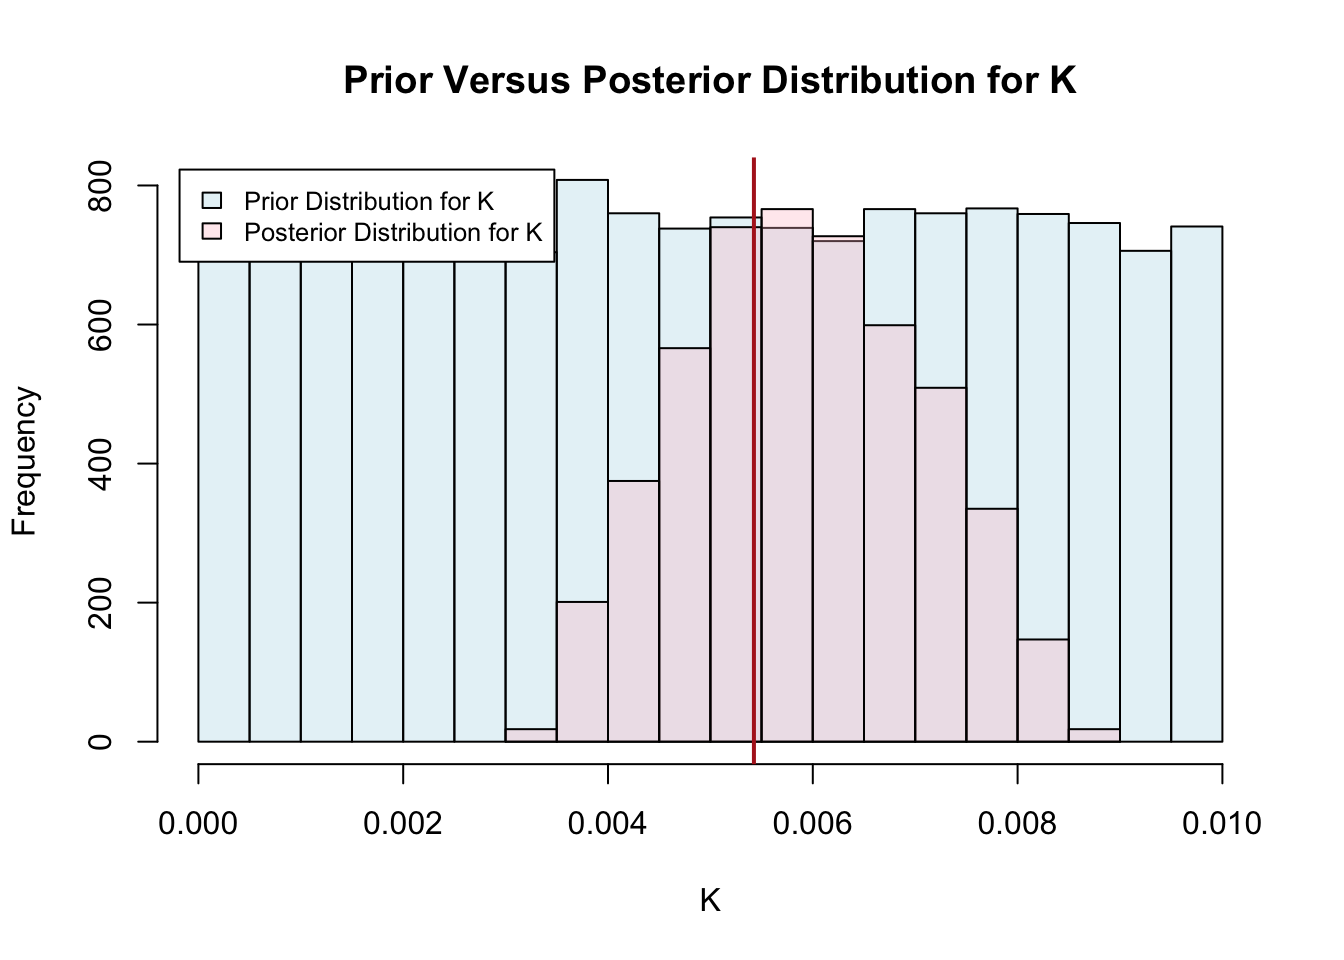 Prior Versus Posterior Distribution for K
Prior Distribution for K
Posterior Distribution for K
Frequency
800
600
400
200
0
0.000 0.002 0.004 0.006 0.008 0.010
K